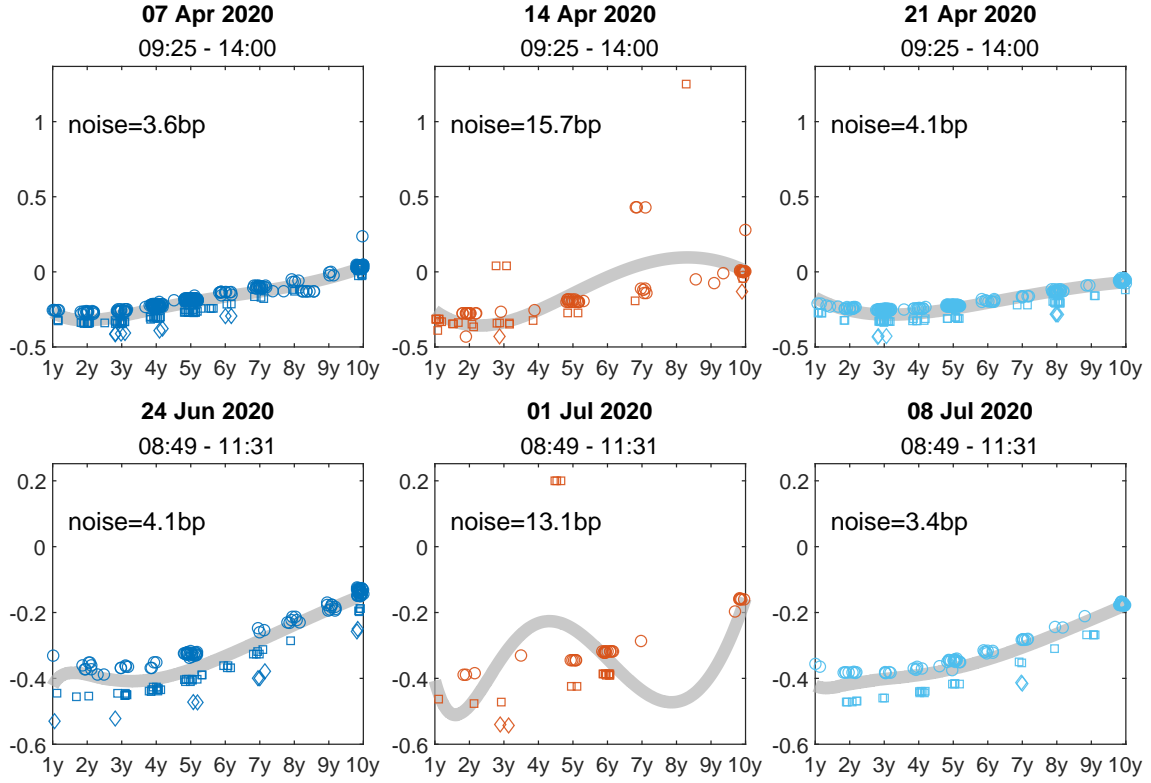 07 Apr 2020
09:25 - 14:00
1
0.5
0
-0.5
noise=3.6bp
1y 2y 3y 4y 5y 6y 7y 8y 9y 10y
14 Apr 2020
09:25 - 14:00
1
0.5
0
-0.5
noise=15.7bp
1y 2y 3y 4y 5y 6y 7y 8y 9y 10y
21 Apr 2020
09:25 - 14:00
1
0.5
0
-0.5
noise=4.1bp
1y 2y 3y 4y 5y 6y 7y 8y 9y 10y
24 Jun 2020
08:49 - 11:31
0.2
0
-0.2
-0.4
-0.6
noise=4.1bp
1y 2y 3y 4y 5y 6y 7y 8y 9y 10y
01 Jul 2020
08:49 - 11:31
0.2
0
-0.2
-0.4
-0.6
noise=13.1bp
1y 2y 3y 4y 5y 6y 7y 8y 9y 10y
08 Jul 2020
08:49 - 11:31
0.2
0
-0.2
-0.4
-0.6
noise=3.4bp
1y 2y 3y 4y 5y 6y 7y 8y 9y 10y